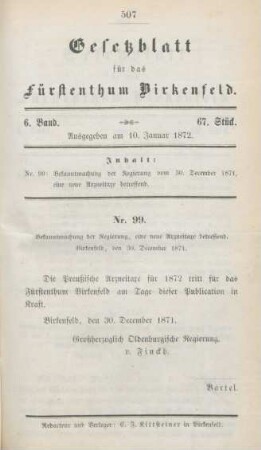 507
Gesetzblatt
für das
Fürstenthum Birkenfeld.
6. Band. 67. Stück.
Ausgegeben am 10. Januar 1872.
Inhalt:
Nr. 99: Bekanntmachung der Regierung vom 30. December 1871,
eine neue Arzneitaxe betreffend.
Nr. 99.
Bekanntmachung der Regierung, eine neue Arzneitaxe betreffend.
Birkenfeld, den 30. December 1871.
Die Preußische Arzneitaxe für 1872 tritt für das
Fürstenthum Birkenfeld am Tage dieser Publication in
Kraft.
Birkenfeld, den 30. December 1871.
Großherzoglich Oldenburgische Regierung.
v. Finckh.
Bartel.
Redacteur und Verleger: C. F. Kittsteiner in Birkenfeld.